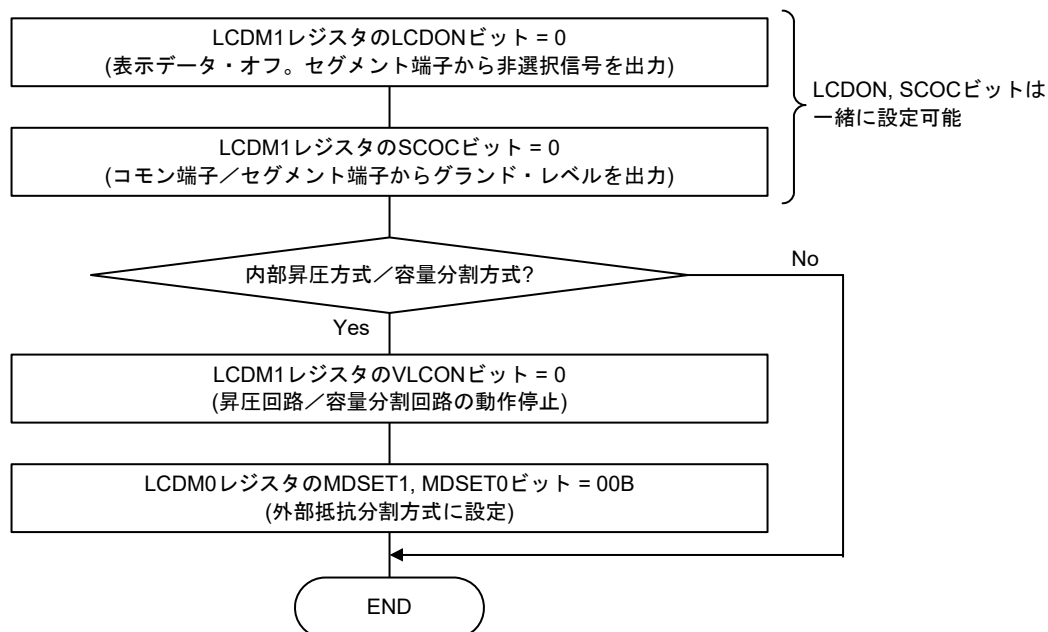 LCDM1レジスタのLCDONビット = 0
(表示データ・オフ。セグメント端子から非選択信号を出力)
LCDON, SCOCビットは
一緒に設定可能
LCDM1レジスタのSCOCビット = 0
(コモン端子／セグメント端子からグランド・レベルを出力)
内部昇圧方式／容量分割方式?
No
Yes
LCDM1レジスタのVLCONビット = 0
(昇圧回路／容量分割回路の動作停止)
LCDM0レジスタのMDSET1, MDSET0ビット = 00B
(外部抵抗分割方式に設定)
END